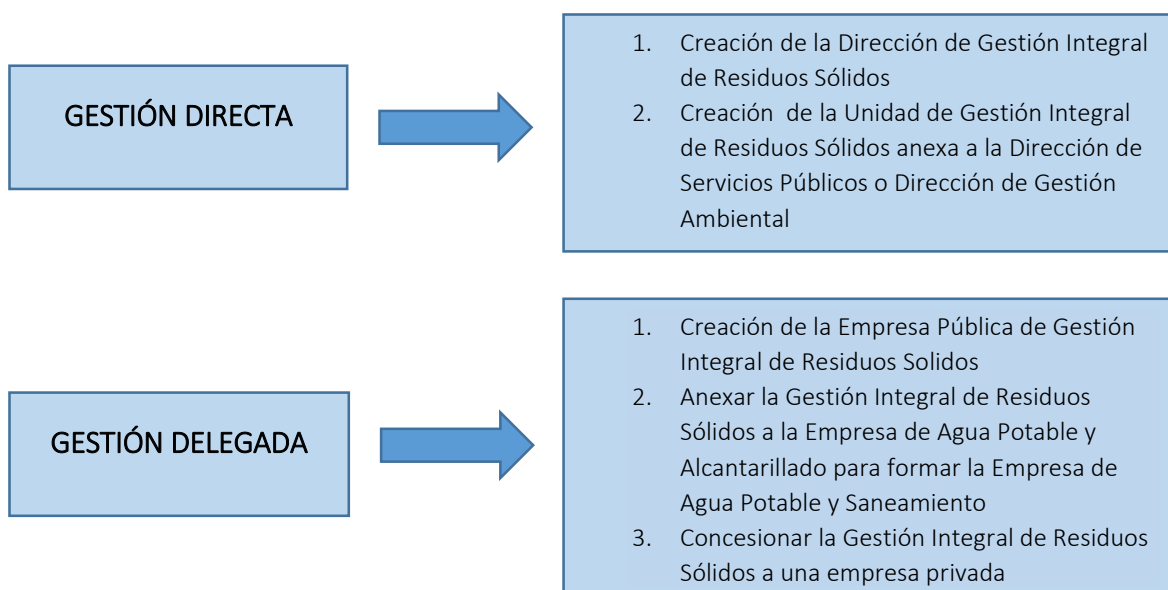 GESTIÓN DIRECTA
1. Creación de la Dirección de Gestión Integral
de Residuos Sólidos
2. Creación de la Unidad de Gestión Integral
de Residuos Sólidos anexa a la Dirección de
Servicios Públicos o Dirección de Gestión
Ambiental
GESTIÓN DELEGADA
1. Creación de la Empresa Pública de Gestión
Integral de Residuos Solidos
2. Anexar la Gestión Integral de Residuos
Sólidos a la Empresa de Agua Potable y
Alcantarillado para formar la Empresa de
Agua Potable y Saneamiento
3. Concesionar la Gestión Integral de Residuos
Sólidos a una empresa privada